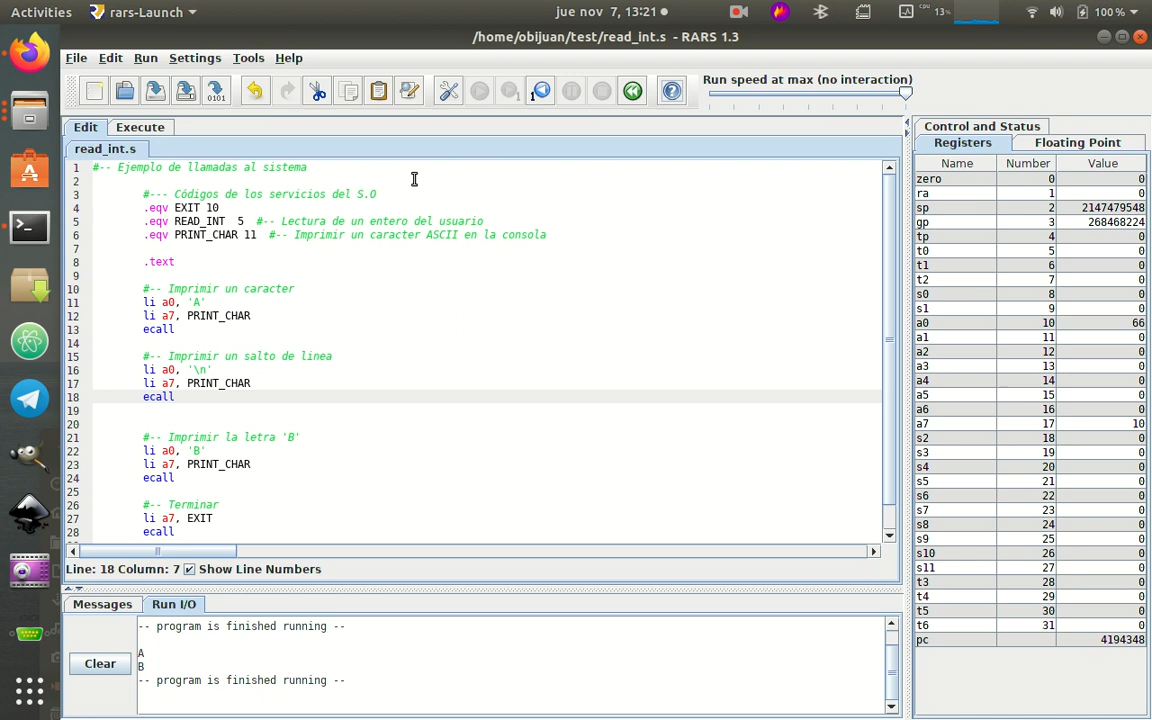 Activities rars-Launch jue nov 7, 13:21 cpu 13% 100%
/home/obijuan/test/read_int.s - RARS 1.3
File Edit Run Settings Tools Help
Run speed at max (no interaction)
0101
1
1
Edit Execute
read_int.s
1 #-- Ejemplo de llamadas al sistema
2
3 #--- Códigos de los servicios del S.O
4 .eqv EXIT 10
5 .eqv READ_INT 5 #-- Lectura de un entero del usuario
6 .eqv PRINT_CHAR 11 #-- Imprimir un caracter ASCII en la consola
7
8 .text
9
10 #-- Imprimir un caracter
11 li a0, 'A'
12 li a7, PRINT_CHAR
13 ecall
14
15 #-- Imprimir un salto de linea
16 li a0, '\n'
17 li a7, PRINT_CHAR
18 ecall
19
20
21 #-- Imprimir la letra 'B'
22 li a0, 'B'
23 li a7, PRINT_CHAR
24 ecall
25
26 #-- Terminar
27 li a7, EXIT
28 ecall
Line: 18 Column: 7 Show Line Numbers
Messages Run I/O
Clear
-- program is finished running --
A
B
-- program is finished running --
Control and Status
Registers Floating Point
Name Number Value
zero 0 0
ra 1 0
sp 2 2147479548
gp 3 268468224
tp 4 0
t0 5 0
t1 6 0
t2 7 0
s0 8 0
s1 9 0
a0 10 66
a1 11 0
a2 12 0
a3 13 0
a4 14 0
a5 15 0
a6 16 0
a7 17 10
s2 18 0
s3 19 0
s4 20 0
s5 21 0
s6 22 0
s7 23 0
s8 24 0
s9 25 0
s10 26 0
s11 27 0
t3 28 0
t4 29 0
t5 30 0
t6 31 0
pc 4194348